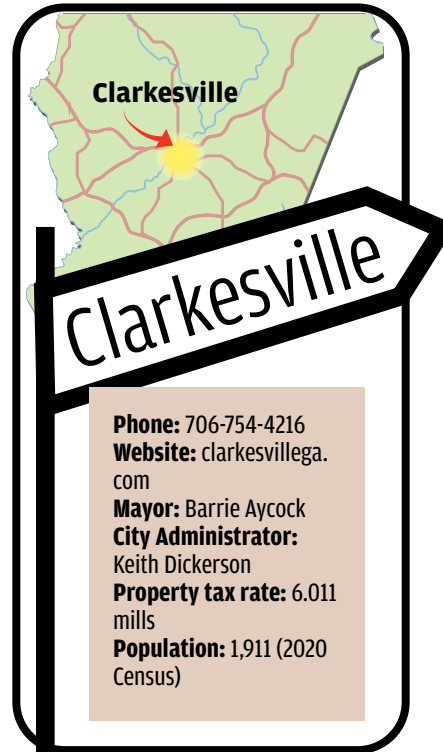 Clarkesville
Clarkesville
Phone: 706-754-4216
Website: clarkesvillega.
com
Mayor: Barrie Aycock
City Administrator:
Keith Dickerson
Property tax rate: 6.011
mills
Population: 1,911 (2020
Census)